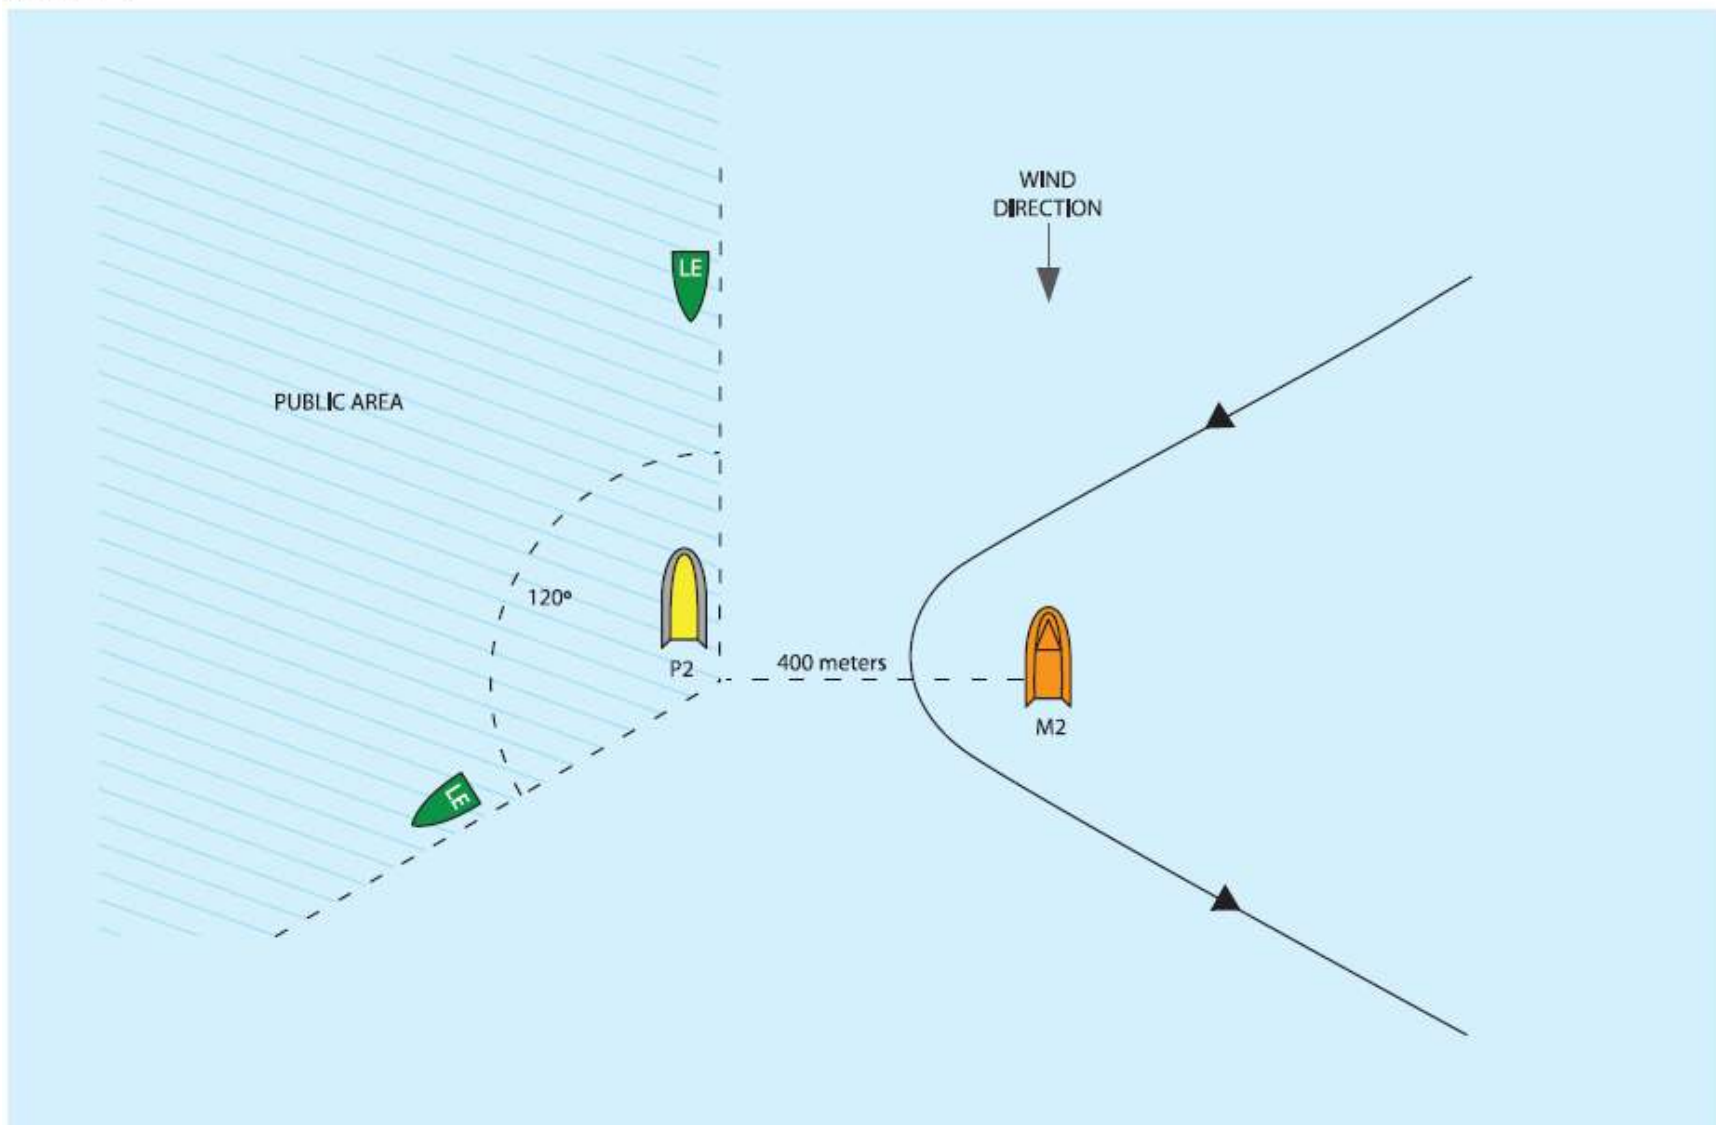 WIND
DIRECTION
LE
PUBLIC AREA
120º
400 meters
P2
M2
LE